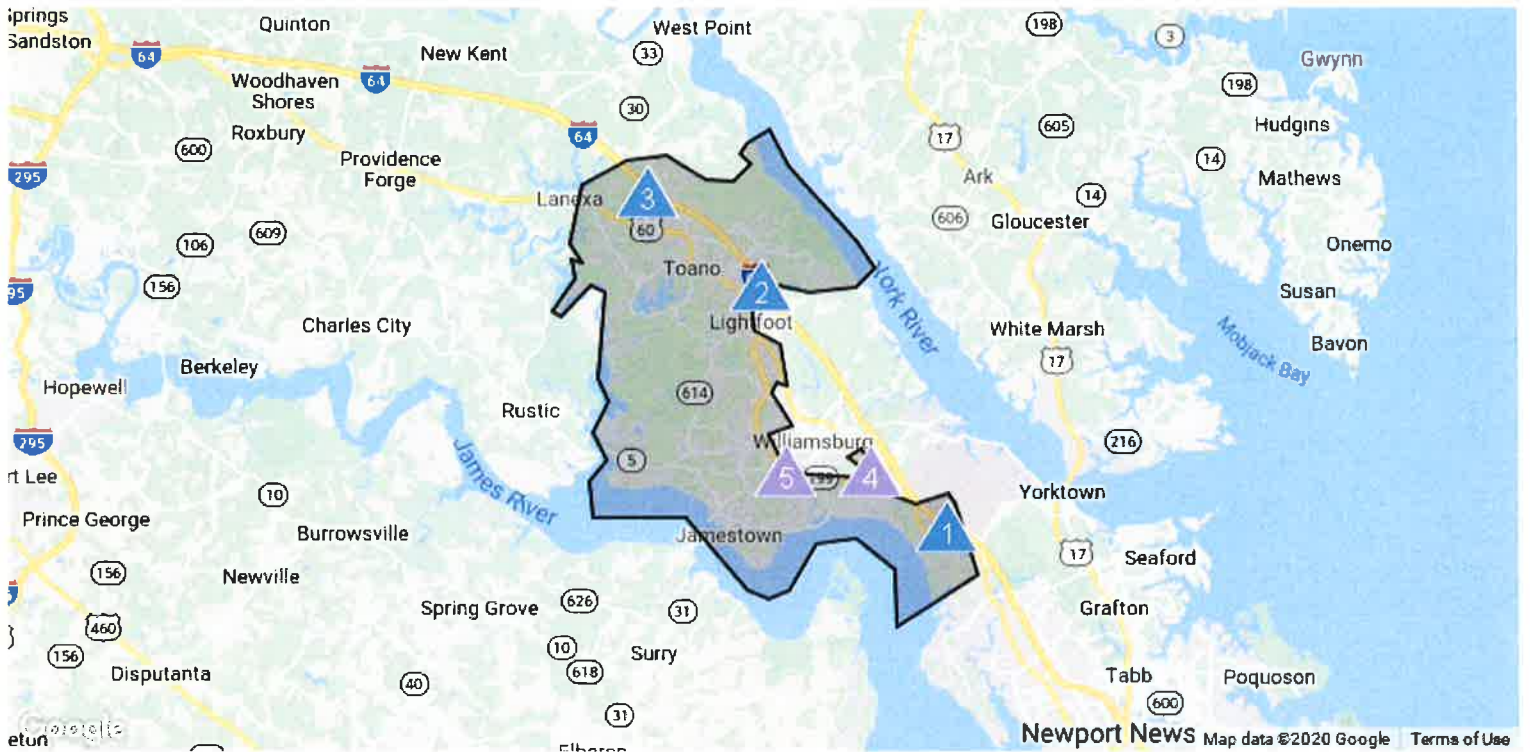 Springs
Sandston
Quinton
West Point
198
3
64
New Kent
33
Gwynn
64
Woodhaven
Shores
198
30
Roxbury
64
17
605
Hudgins
600
Providence
Forge
14
295
Ark
Mathews
Lanexa
3
14
606
Gloucester
60
106
609
Onemo
Toano
156
95
2
Susan
York River
Lightfoot
Charles City
White Marsh
Mobjack Bay
Bavon
17
Berkeley
Hopewell
614
Rustic
295
Williamsburg
216
5
rt Lee
5
199
4
10
James River
Yorktown
Prince George
Burrowsville
Jamestown
1
17
Seaford
156
Newville
Spring Grove
626
31
Grafton
460
10
Surry
156
618
Disputanta
Tabb
Poquoson
40
600
31
Google
eton
Elberon
Newport News
Map data ©2020 Google
Terms of Use